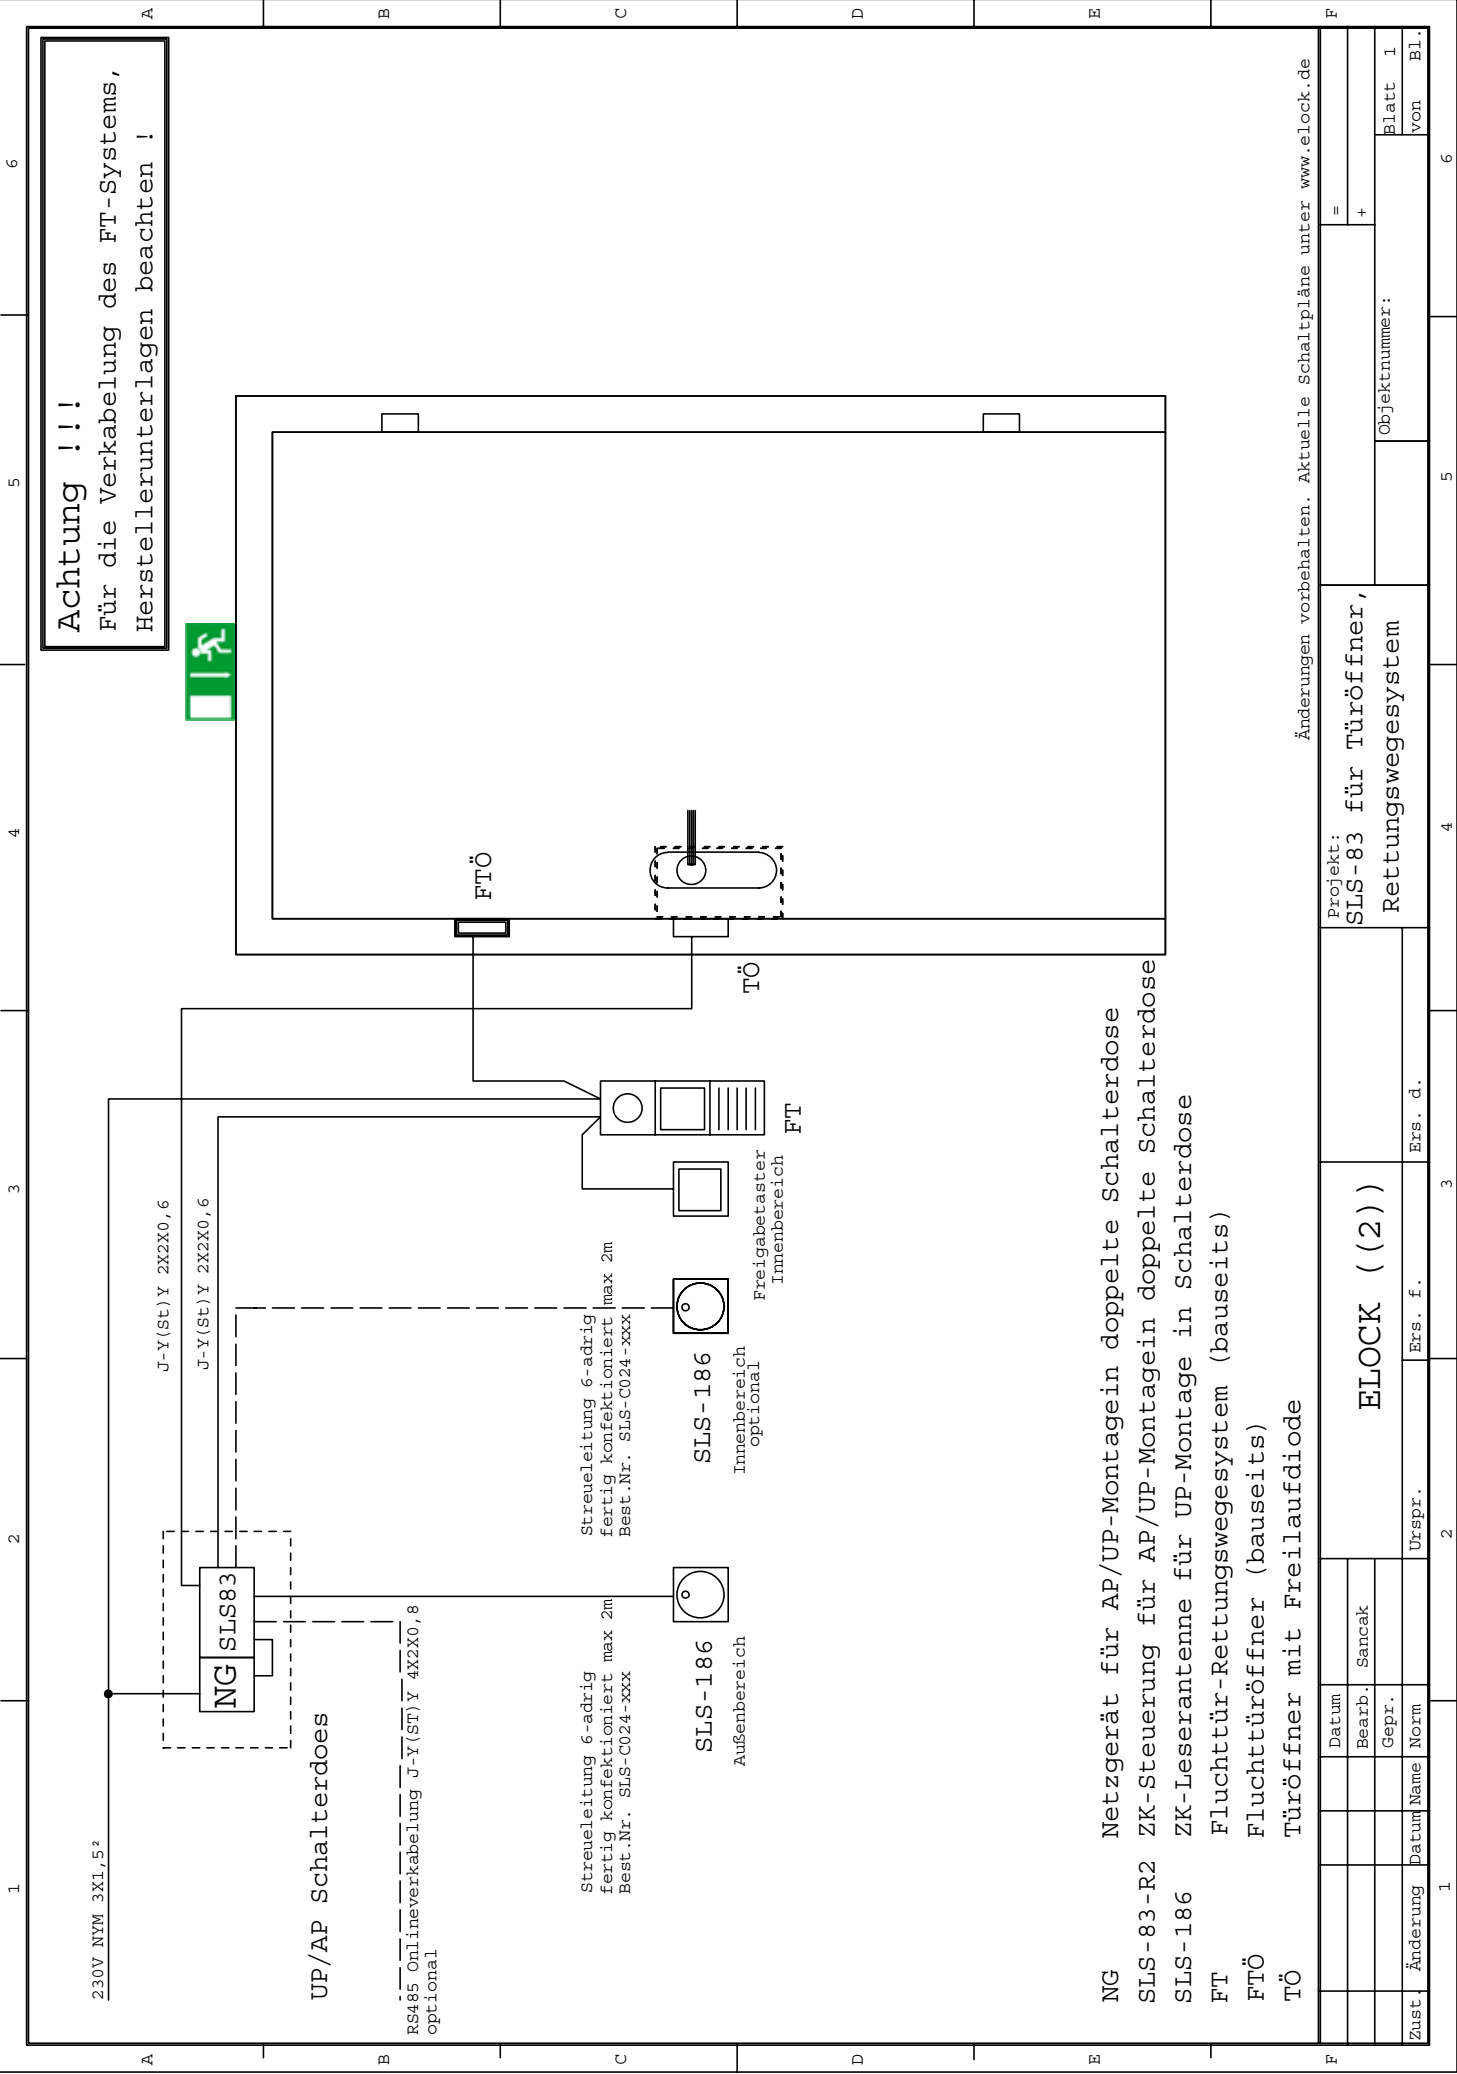 1 2 3 4 5 6
A
B
C
D
E
F
Achtung !!!
Für die Verkabelung des FT-Systems,
Herstellerunterlagen beachten !
230V NYM 3X1,5²
J-Y(St)Y 2X2X0,6
J-Y(St)Y 2X2X0,6
NG
SLS83
UP/AP Schalterdoes
RS485 Onlineverkabelung J-Y(ST)Y 4X2X0,8
optional
FTÖ
TÖ
FT
Streueleitung 6-adrig
fertig konfektioniert max 2m
Best.Nr. SLS-C024-xxx
SLS-186
Außenbereich
Streueleitung 6-adrig
fertig konfektioniert max 2m
Best.Nr. SLS-C024-xxx
SLS-186
Innenbereich
optional
Freigabetaster
Innenbereich
NG Netzgerät für AP/UP-Montagein doppelte Schalterdose
SLS-83-R2 ZK-Steuerung für AP/UP-Montagein doppelte Schalterdose
SLS-186 ZK-Leserantenne für UP-Montage in Schalterdose
FT Fluchttür-Rettungswegesystem (bauseits)
FTÖ Fluchttüröffner (bauseits)
TÖ Türöffner mit Freilaufdiode
Änderungen vorbehalten. Aktuelle Schaltpläne unter www.elock.de
Datum
Bearb. Sancak
Gepr.
Zust. Änderung Datum Name Norm Urspr. Ers. f. Ers. d.
ELOCK ((2))
Projekt:
SLS-83 für Türöffner,
Rettungswegesystem
Objektnummer:
=
+
Blatt 1
von Bl.
A
B
C
D
E
F
1 2 3 4 5 6